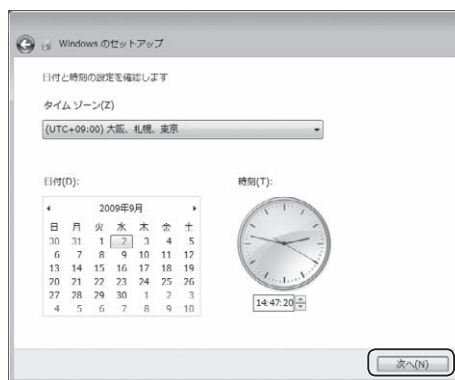 Windows のセットアップ
日付と時刻の設定を確認します
タイム ゾーン(Z)
(UTC+09:00) 大阪、札幌、東京
日付(D):
2009年9月
日 月 火 水 木 金 土
30 31 1 2 3 4 5
6 7 8 9 10 11 12
13 14 15 16 17 18 19
20 21 22 23 24 25 26
27 28 29 30 1 2 3
4 5 6 7 8 9 10
時刻(T):
14:47:20
次へ(N)